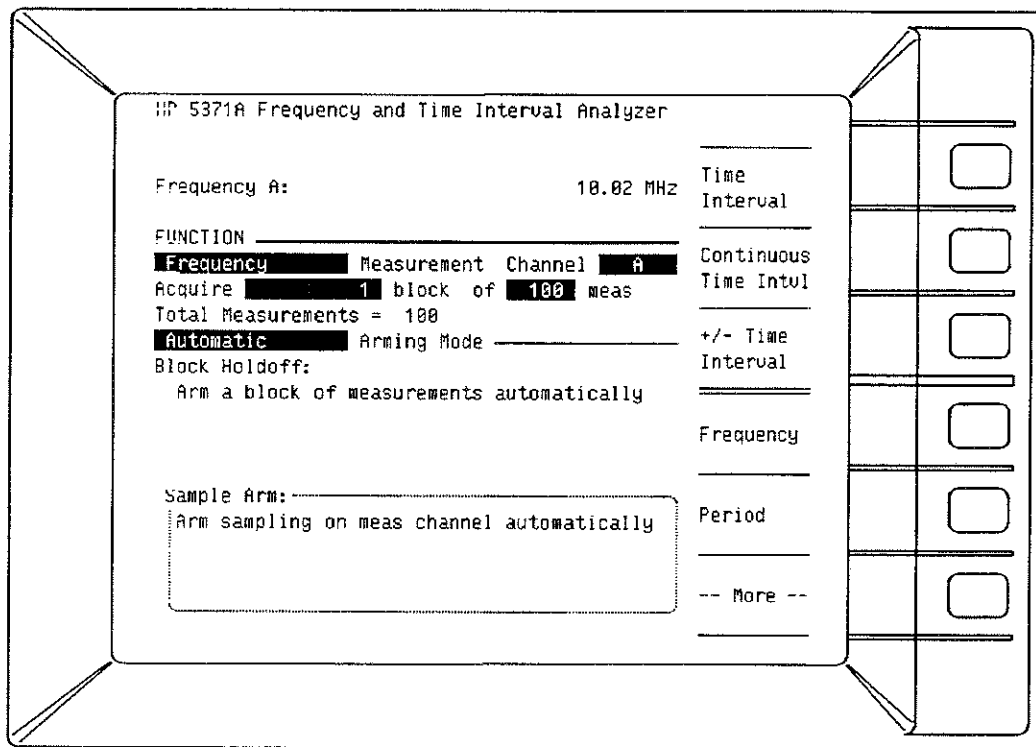 HP 5371A Frequency and Time Interval Analyzer
Frequency A: 10.02 MHz
FUNCTION
Frequency Measurement Channel A
Acquire 1 block of 100 meas
Total Measurements = 100
Automatic Arming Mode
Block Holdoff:
Arm a block of measurements automatically
Sample Arm:
Arm sampling on meas channel automatically
Time
Interval
Continuous
Time Intvl
+/- Time
Interval
Frequency
Period
-- More --